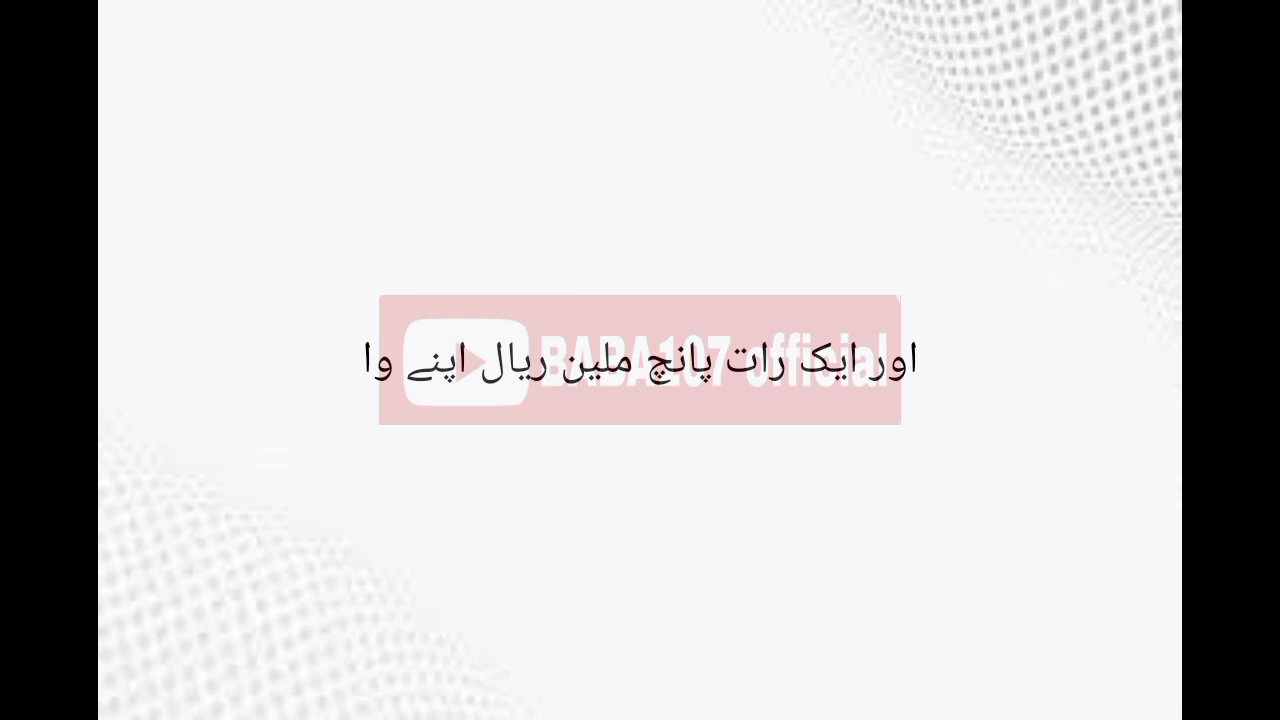 اور ایک رات پانچ ملین ریال اپنے وا
BABA107 official